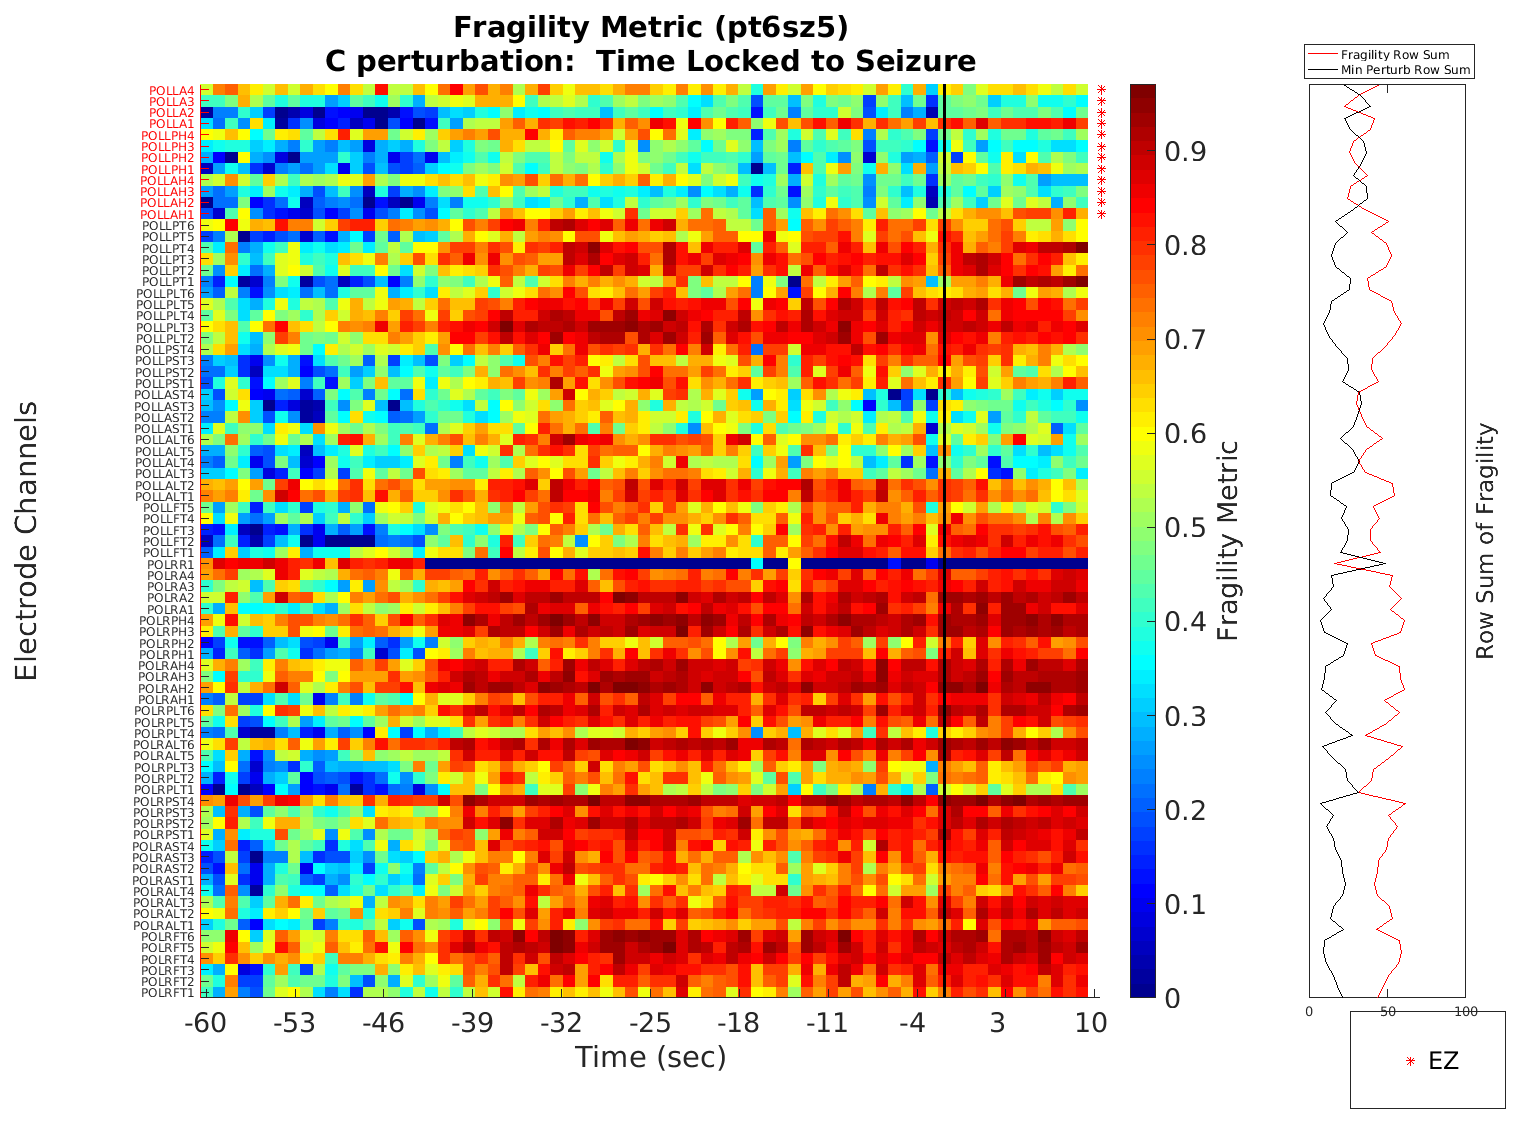 Fragility Metric (pt6sz5)
C perturbation:  Time Locked to Seizure
Electrode Channels
POLLA4
POLLA3
POLLA2
POLLA1
POLLPH4
POLLPH3
POLLPH2
POLLPH1
POLLAH4
POLLAH3
POLLAH2
POLLAH1
POLLPT6
POLLPT5
POLLPT4
POLLPT3
POLLPT2
POLLPT1
POLLPLT6
POLLPLT5
POLLPLT4
POLLPLT3
POLLPLT2
POLLPST4
POLLPST3
POLLPST2
POLLPST1
POLLAST4
POLLAST3
POLLAST2
POLLAST1
POLLALT6
POLLALT5
POLLALT4
POLLALT3
POLLALT2
POLLALT1
POLLFT5
POLLFT4
POLLFT3
POLLFT2
POLLFT1
POLRR1
POLRA4
POLRA3
POLRA2
POLRA1
POLRPH4
POLRPH3
POLRPH2
POLRPH1
POLRAH4
POLRAH3
POLRAH2
POLRAH1
POLRPLT6
POLRPLT5
POLRPLT4
POLRALT6
POLRALT5
POLRPLT3
POLRPLT2
POLRPLT1
POLRPST4
POLRPST3
POLRPST2
POLRPST1
POLRAST4
POLRAST3
POLRAST2
POLRAST1
POLRALT4
POLRALT3
POLRALT2
POLRALT1
POLRFT6
POLRFT5
POLRFT4
POLRFT3
POLRFT2
POLRFT1
-60 -53 -46 -39 -32 -25 -18 -11 -4 3 10
Time (sec)
0.9
0.8
0.7
0.6
0.5
0.4
0.3
0.2
0.1
0
Fragility Metric
Fragility Row Sum
Min Perturb Row Sum
0 50 100
Row Sum of Fragility
EZ